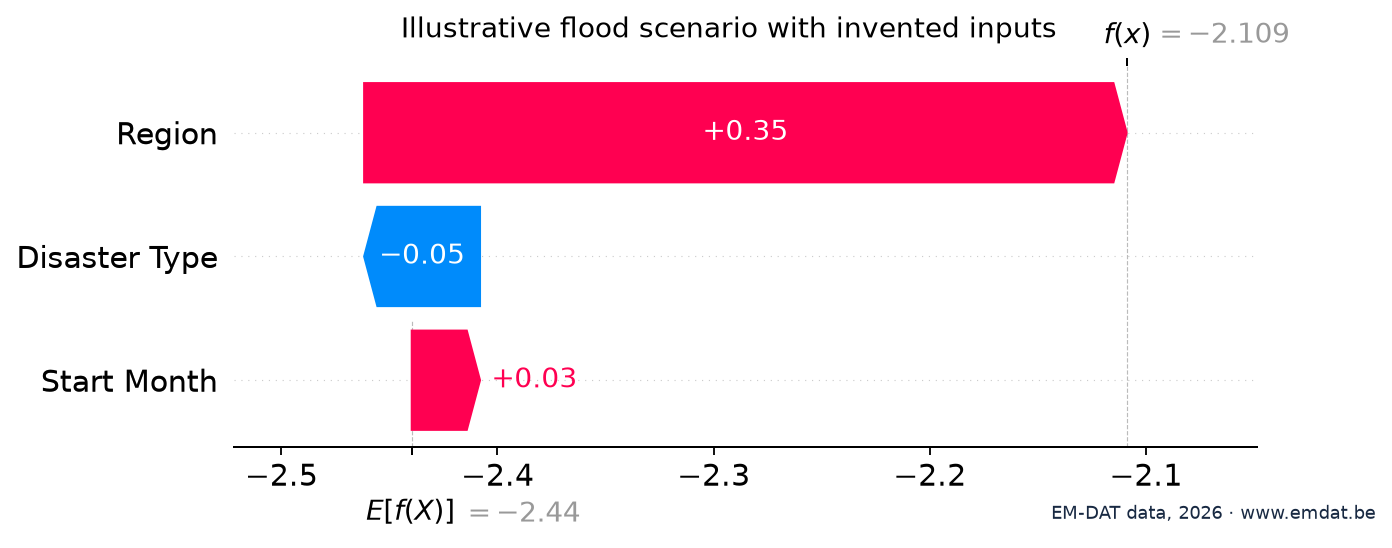 Illustrative flood scenario with invented inputs
f(x) = −2.109
Region
+0.35
Disaster Type
−0.05
Start Month
+0.03
−2.5
−2.4
−2.3
−2.2
−2.1
E[f(X)] = −2.44
EM-DAT data, 2026 · www.emdat.be